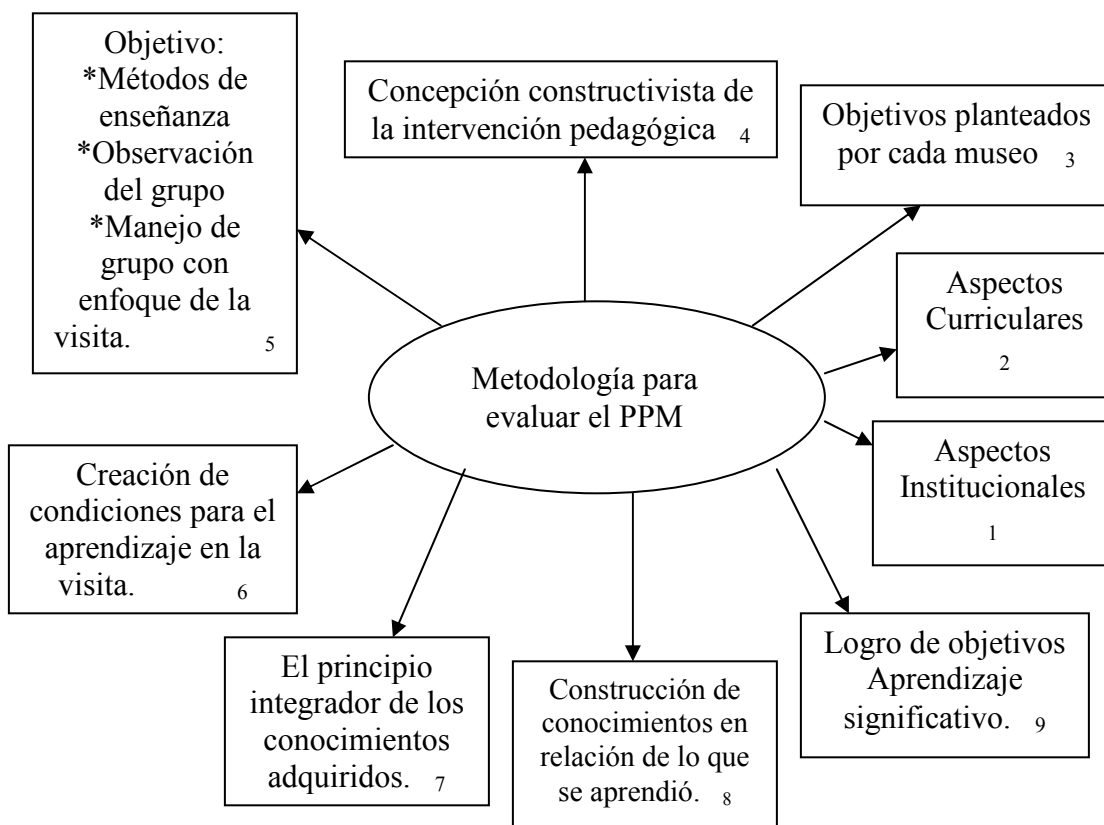 Objetivo:
*Métodos de
enseñanza
*Observación
del grupo
*Manejo de
grupo con
enfoque de la
visita. 5
Concepción constructivista de
la intervención pedagógica 4
Objetivos planteados
por cada museo 3
Aspectos
Curriculares
2
Metodología para
evaluar el PPM
Aspectos
Institucionales
1
Creación de
condiciones para el
aprendizaje en la
visita. 6
El principio
integrador de los
conocimientos
adquiridos. 7
Construcción de
conocimientos en
relación de lo que
se aprendió. 8
Logro de objetivos
Aprendizaje
significativo. 9